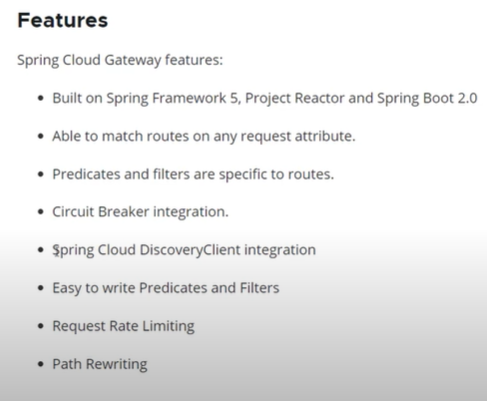 Features
Spring Cloud Gateway features:
• Built on Spring Framework 5, Project Reactor and Spring Boot 2.0
• Able to match routes on any request attribute.
• Predicates and filters are specific to routes.
• Circuit Breaker integration.
• Spring Cloud DiscoveryClient integration
• Easy to write Predicates and Filters
• Request Rate Limiting
• Path Rewriting